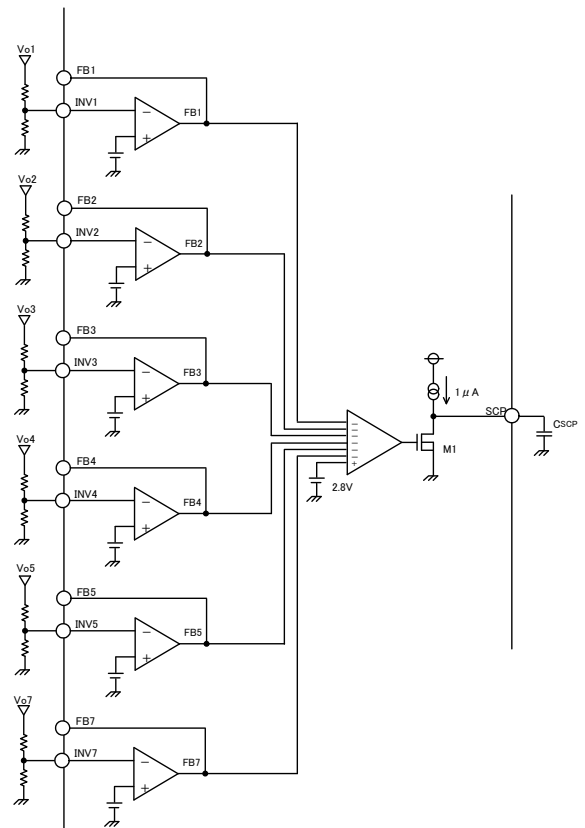 Vo1
FB1
INV1
FB1
−
+
Vo2
FB2
INV2
FB2
−
+
Vo3
FB3
INV3
FB3
−
+
Vo4
FB4
INV4
FB4
−
+
Vo5
FB5
INV5
FB5
−
+
Vo7
FB7
INV7
FB7
−
+
−
−
−
−
−
−
+
2.8V
1μA
SCP
CSCP
M1